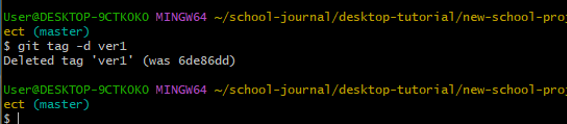 User@DESKTOP-9CTKOKO MINGW64 ~/school-journal/desktop-tutorial/new-school-proj
ect (master)
$ git tag -d ver1
Deleted tag 'ver1' (was 6de86dd)
User@DESKTOP-9CTKOKO MINGW64 ~/school-journal/desktop-tutorial/new-school-proj
ect (master)
$